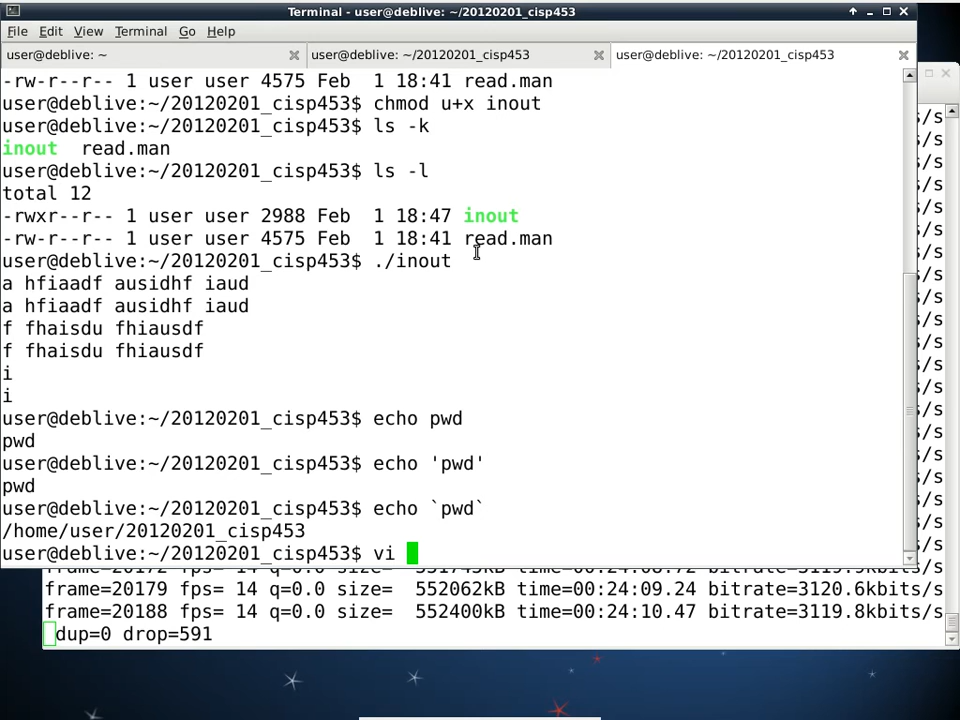 Terminal - user@deblive: ~/20120201_cisp453
File Edit View Terminal Go Help
user@deblive: ~
user@deblive: ~/20120201_cisp453
user@deblive: ~/20120201_cisp453
-rw-r--r-- 1 user user 4575 Feb  1 18:41 read.man
user@deblive:~/20120201_cisp453$ chmod u+x inout
user@deblive:~/20120201_cisp453$ ls -k
inout  read.man
user@deblive:~/20120201_cisp453$ ls -l
total 12
-rwxr--r-- 1 user user 2988 Feb  1 18:47 inout
-rw-r--r-- 1 user user 4575 Feb  1 18:41 read.man
user@deblive:~/20120201_cisp453$ ./inout
a hfiaadf ausidhf iaud
a hfiaadf ausidhf iaud
f fhaisdu fhiausdf
f fhaisdu fhiausdf
i
i
user@deblive:~/20120201_cisp453$ echo pwd
pwd
user@deblive:~/20120201_cisp453$ echo 'pwd'
pwd
user@deblive:~/20120201_cisp453$ echo `pwd`
/home/user/20120201_cisp453
user@deblive:~/20120201_cisp453$ vi
frame=20179 fps= 14 q=0.0 size=  552062kB time=00:24:09.24 bitrate=3120.6kbits/s
frame=20188 fps= 14 q=0.0 size=  552400kB time=00:24:10.47 bitrate=3119.8kbits/s
dup=0 drop=591